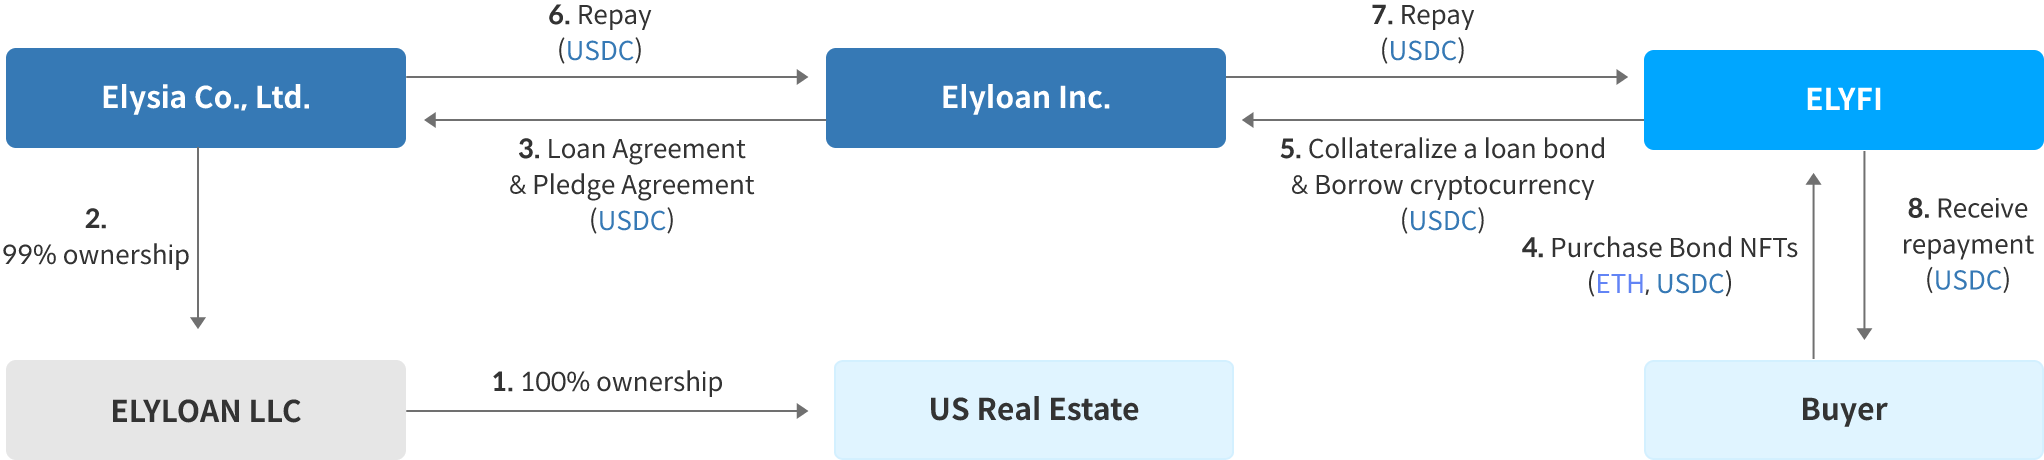 6. Repay
(USDC)
7. Repay
(USDC)
Elysia Co., Ltd.
Elyloan Inc.
ELYFI
3. Loan Agreement
& Pledge Agreement
(USDC)
5. Collateralize a loan bond
& Borrow cryptocurrency
(USDC)
2.
99% ownership
4. Purchase Bond NFTs
(ETH, USDC)
8. Receive
repayment
(USDC)
ELYLOAN LLC
1. 100% ownership
US Real Estate
Buyer